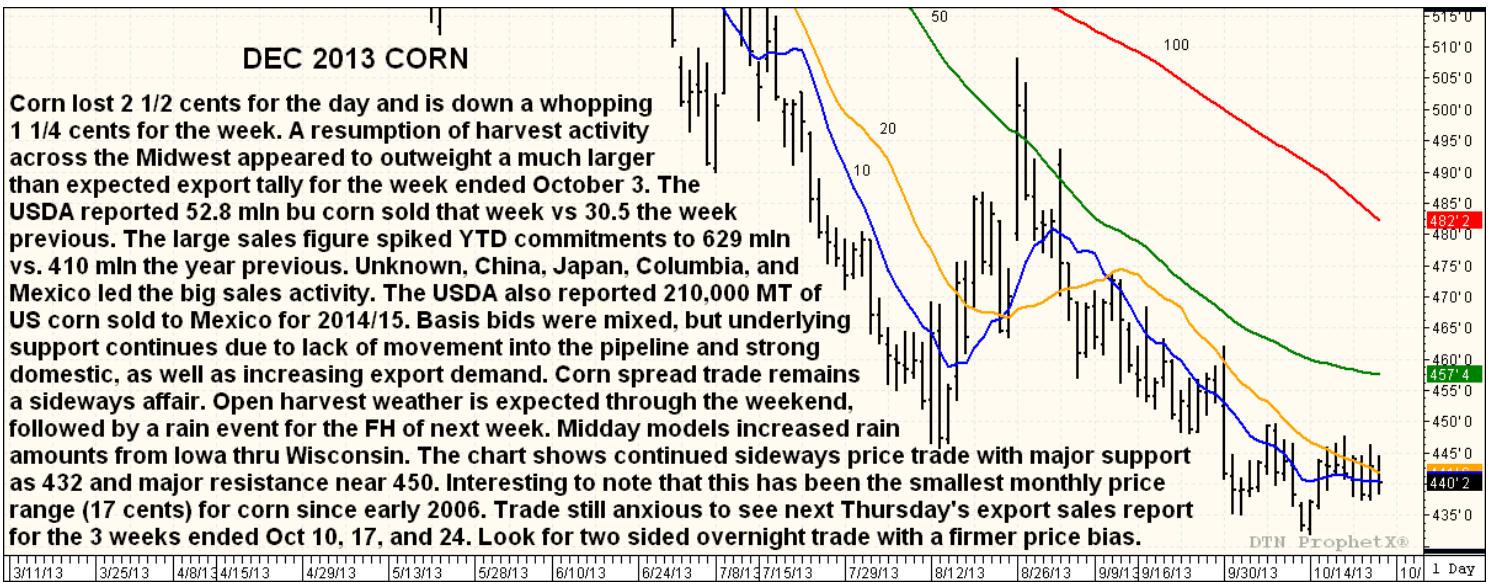 DEC 2013 CORN
Corn lost 2 1/2 cents for the day and is down a whopping
1 1/4 cents for the week. A resumption of harvest activity
across the Midwest appeared to outweight a much larger
than expected export tally for the week ended October 3. The
USDA reported 52.8 mln bu corn sold that week vs 30.5 the week
previous. The large sales figure spiked YTD commitments to 629 mln
vs. 410 mln the year previous. Unknown, China, Japan, Columbia, and
Mexico led the big sales activity. The USDA also reported 210,000 MT of
US corn sold to Mexico for 2014/15. Basis bids were mixed, but underlying
support continues due to lack of movement into the pipeline and strong
domestic, as well as increasing export demand. Corn spread trade remains
a sideways affair. Open harvest weather is expected through the weekend,
followed by a rain event for the FH of next week. Midday models increased rain
amounts from Iowa thru Wisconsin. The chart shows continued sideways price trade with major support
as 432 and major resistance near 450. Interesting to note that this has been the smallest monthly price
range (17 cents) for corn since early 2006. Trade still anxious to see next Thursday's export sales report
for the 3 weeks ended Oct 10, 17, and 24. Look for two sided overnight trade with a firmer price bias.
10
20
50
100
515'0
510'0
505'0
500'0
495'0
490'0
485'0
482'2
480'0
475'0
470'0
465'0
460'0
457'4
455'0
450'0
445'0
440'2
435'0
DTN ProphetX®
3/11/13 3/25/13 4/8/13 4/15/13 4/29/13 5/13/13 5/28/13 6/10/13 6/24/13 7/8/13 7/15/13 7/29/13 8/12/13 8/26/13 9/9/13 9/16/13 9/30/13 10/14/13 10/
1 Day